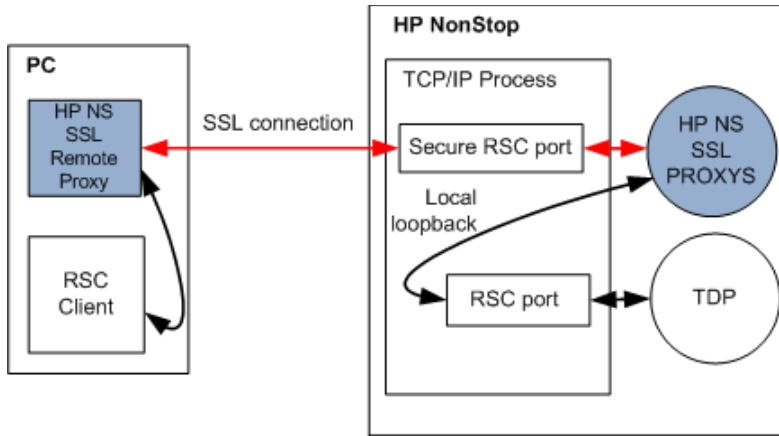 HP NonStop
PC
TCP/IP Process
HP NS
SSL
Remote
Proxy
SSL connection
Secure RSC port
HP NS
SSL
PROXYS
Local
loopback
RSC
Client
RSC port
TDP